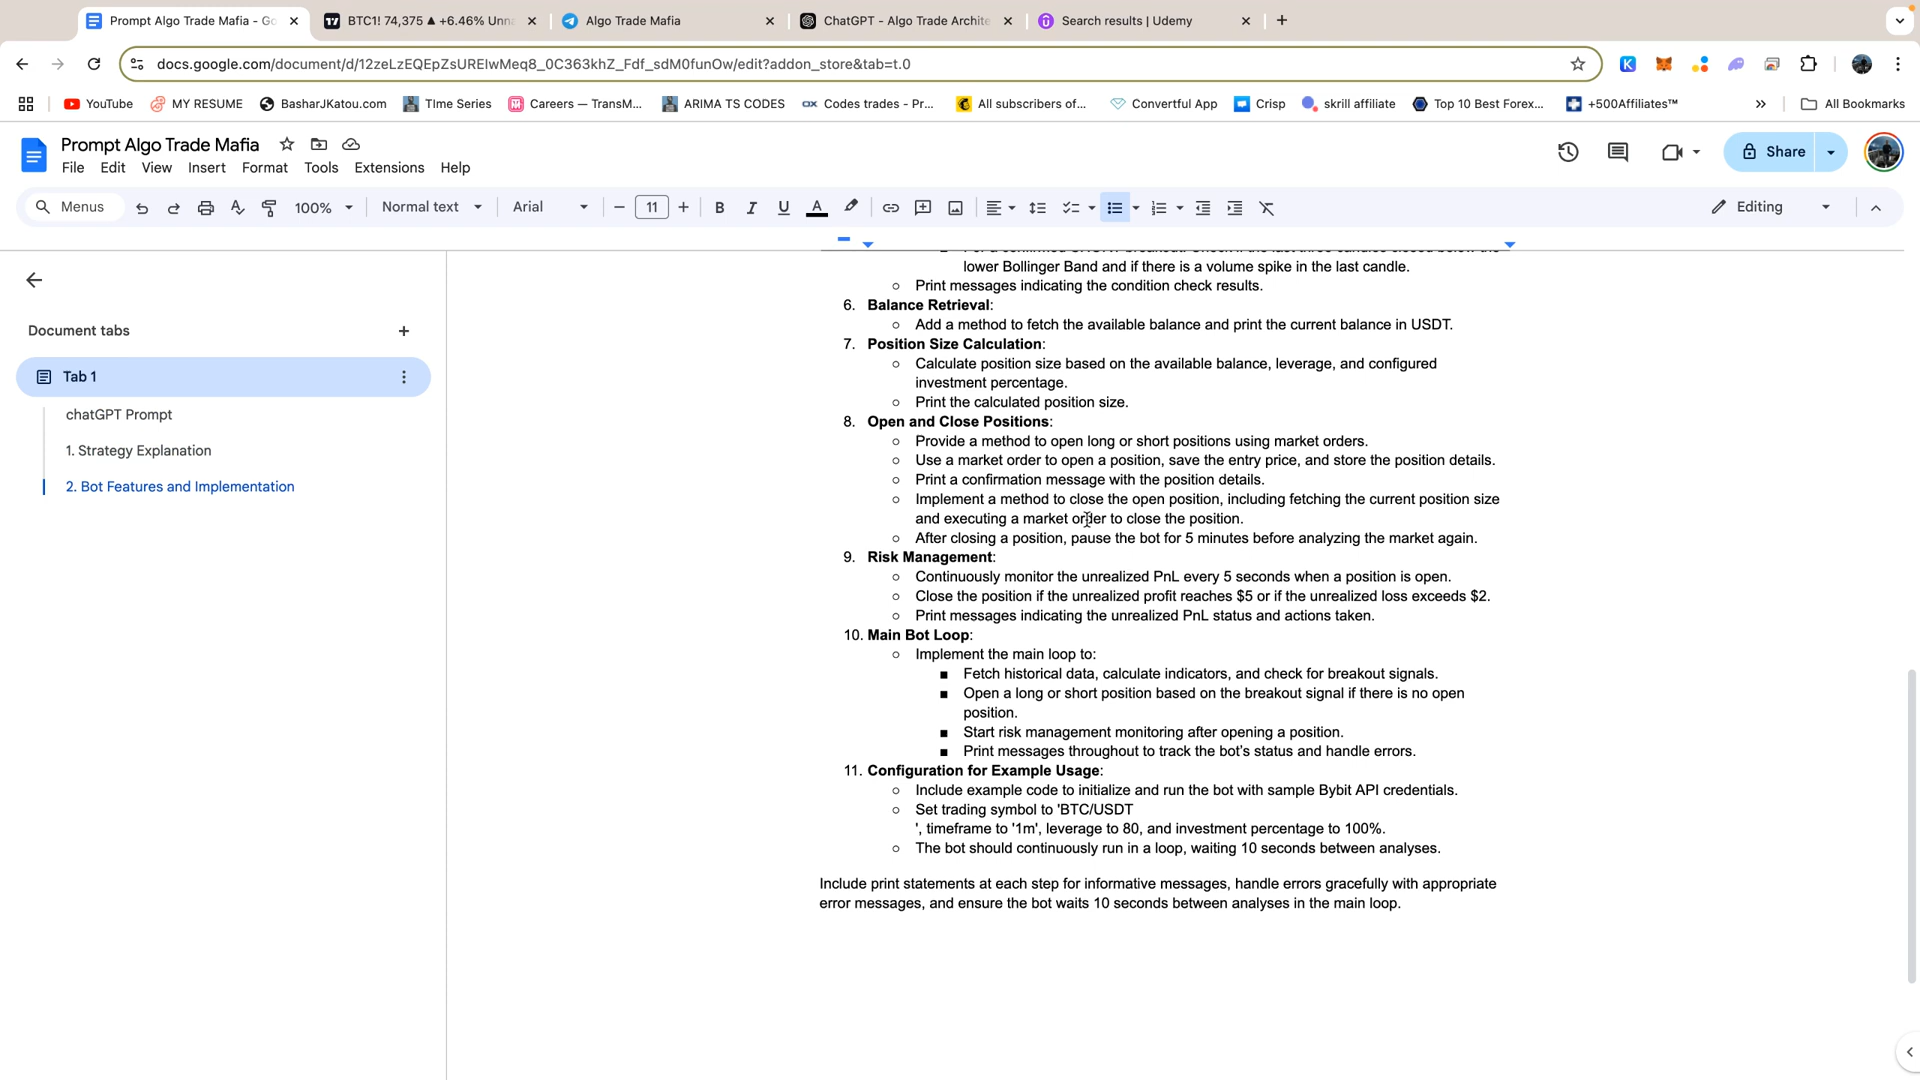 Prompt Algo Trade Mafia - Go
BTC1! 74,375 ▲ +6.46% Unna
Algo Trade Mafia
ChatGPT - Algo Trade Archite
Search results | Udemy
docs.google.com/document/d/12zeLzEQEpZsUREIwMeq8_0C363khZ_Fdf_sdM0funOw/edit?addon_store&tab=t.0
YouTube
MY RESUME
BasharJKatou.com
TIme Series
Careers — TransM...
ARIMA TS CODES
Codes trades - Pr...
All subscribers of...
Convertful App
Crisp
skrill affiliate
Top 10 Best Forex...
+500Affiliates™
All Bookmarks
Prompt Algo Trade Mafia
File Edit View Insert Format Tools Extensions Help
Share
Menus
100%
Normal text
Arial
11
Editing
Document tabs
Tab 1
chatGPT Prompt
1. Strategy Explanation
2. Bot Features and Implementation
lower Bollinger Band and if there is a volume spike in the last candle.
○ Print messages indicating the condition check results.
6. Balance Retrieval:
○ Add a method to fetch the available balance and print the current balance in USDT.
7. Position Size Calculation:
○ Calculate position size based on the available balance, leverage, and configured
investment percentage.
○ Print the calculated position size.
8. Open and Close Positions:
○ Provide a method to open long or short positions using market orders.
○ Use a market order to open a position, save the entry price, and store the position details.
○ Print a confirmation message with the position details.
○ Implement a method to close the open position, including fetching the current position size
and executing a market order to close the position.
○ After closing a position, pause the bot for 5 minutes before analyzing the market again.
9. Risk Management:
○ Continuously monitor the unrealized PnL every 5 seconds when a position is open.
○ Close the position if the unrealized profit reaches $5 or if the unrealized loss exceeds $2.
○ Print messages indicating the unrealized PnL status and actions taken.
10. Main Bot Loop:
○ Implement the main loop to:
■ Fetch historical data, calculate indicators, and check for breakout signals.
■ Open a long or short position based on the breakout signal if there is no open
position.
■ Start risk management monitoring after opening a position.
■ Print messages throughout to track the bot's status and handle errors.
11. Configuration for Example Usage:
○ Include example code to initialize and run the bot with sample Bybit API credentials.
○ Set trading symbol to 'BTC/USDT
', timeframe to '1m', leverage to 80, and investment percentage to 100%.
○ The bot should continuously run in a loop, waiting 10 seconds between analyses.
Include print statements at each step for informative messages, handle errors gracefully with appropriate
error messages, and ensure the bot waits 10 seconds between analyses in the main loop.